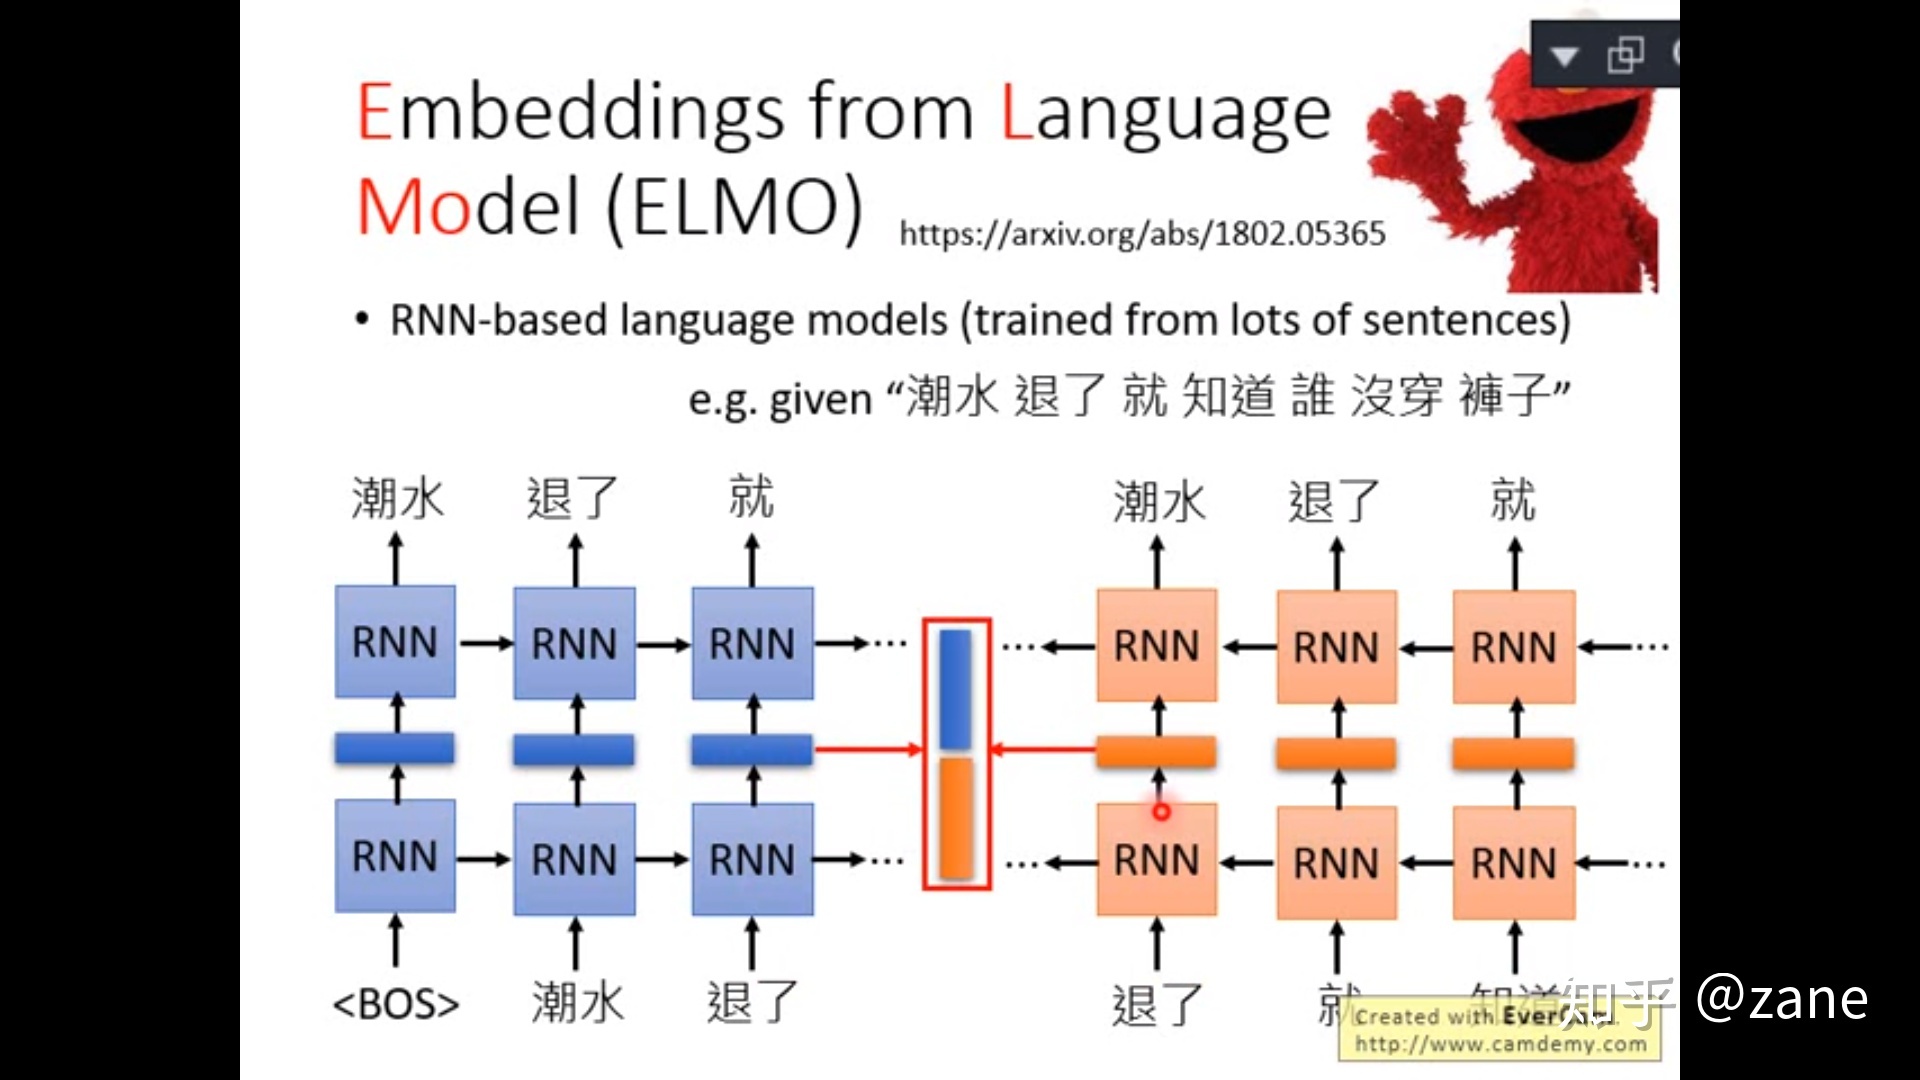 Embeddings from Language
Model (ELMO) https://arxiv.org/abs/1802.05365
• RNN-based language models (trained from lots of sentences)
e.g. given “潮水 退了 就 知道 誰 沒穿 褲子”
潮水 退了 就 潮水 退了 就
RNN RNN RNN ... ... RNN RNN RNN ...
RNN RNN RNN ... ... RNN RNN RNN ...
<BOS> 潮水 退了 退了 就 知道
知乎 @zane
Created with
http://www.camdemy.com